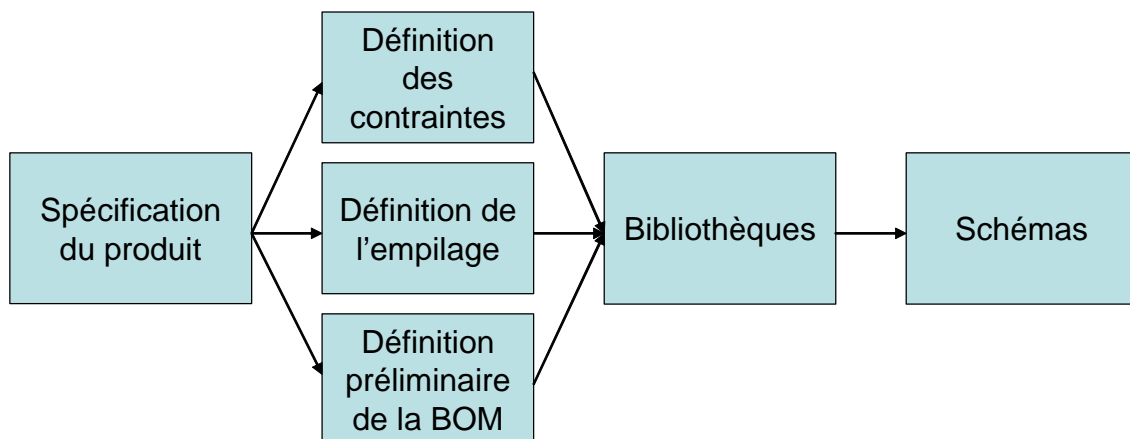 Spécification
du produit
Définition
des
contraintes
Définition de
l’empilage
Définition
préliminaire
de la BOM
Bibliothèques
Schémas